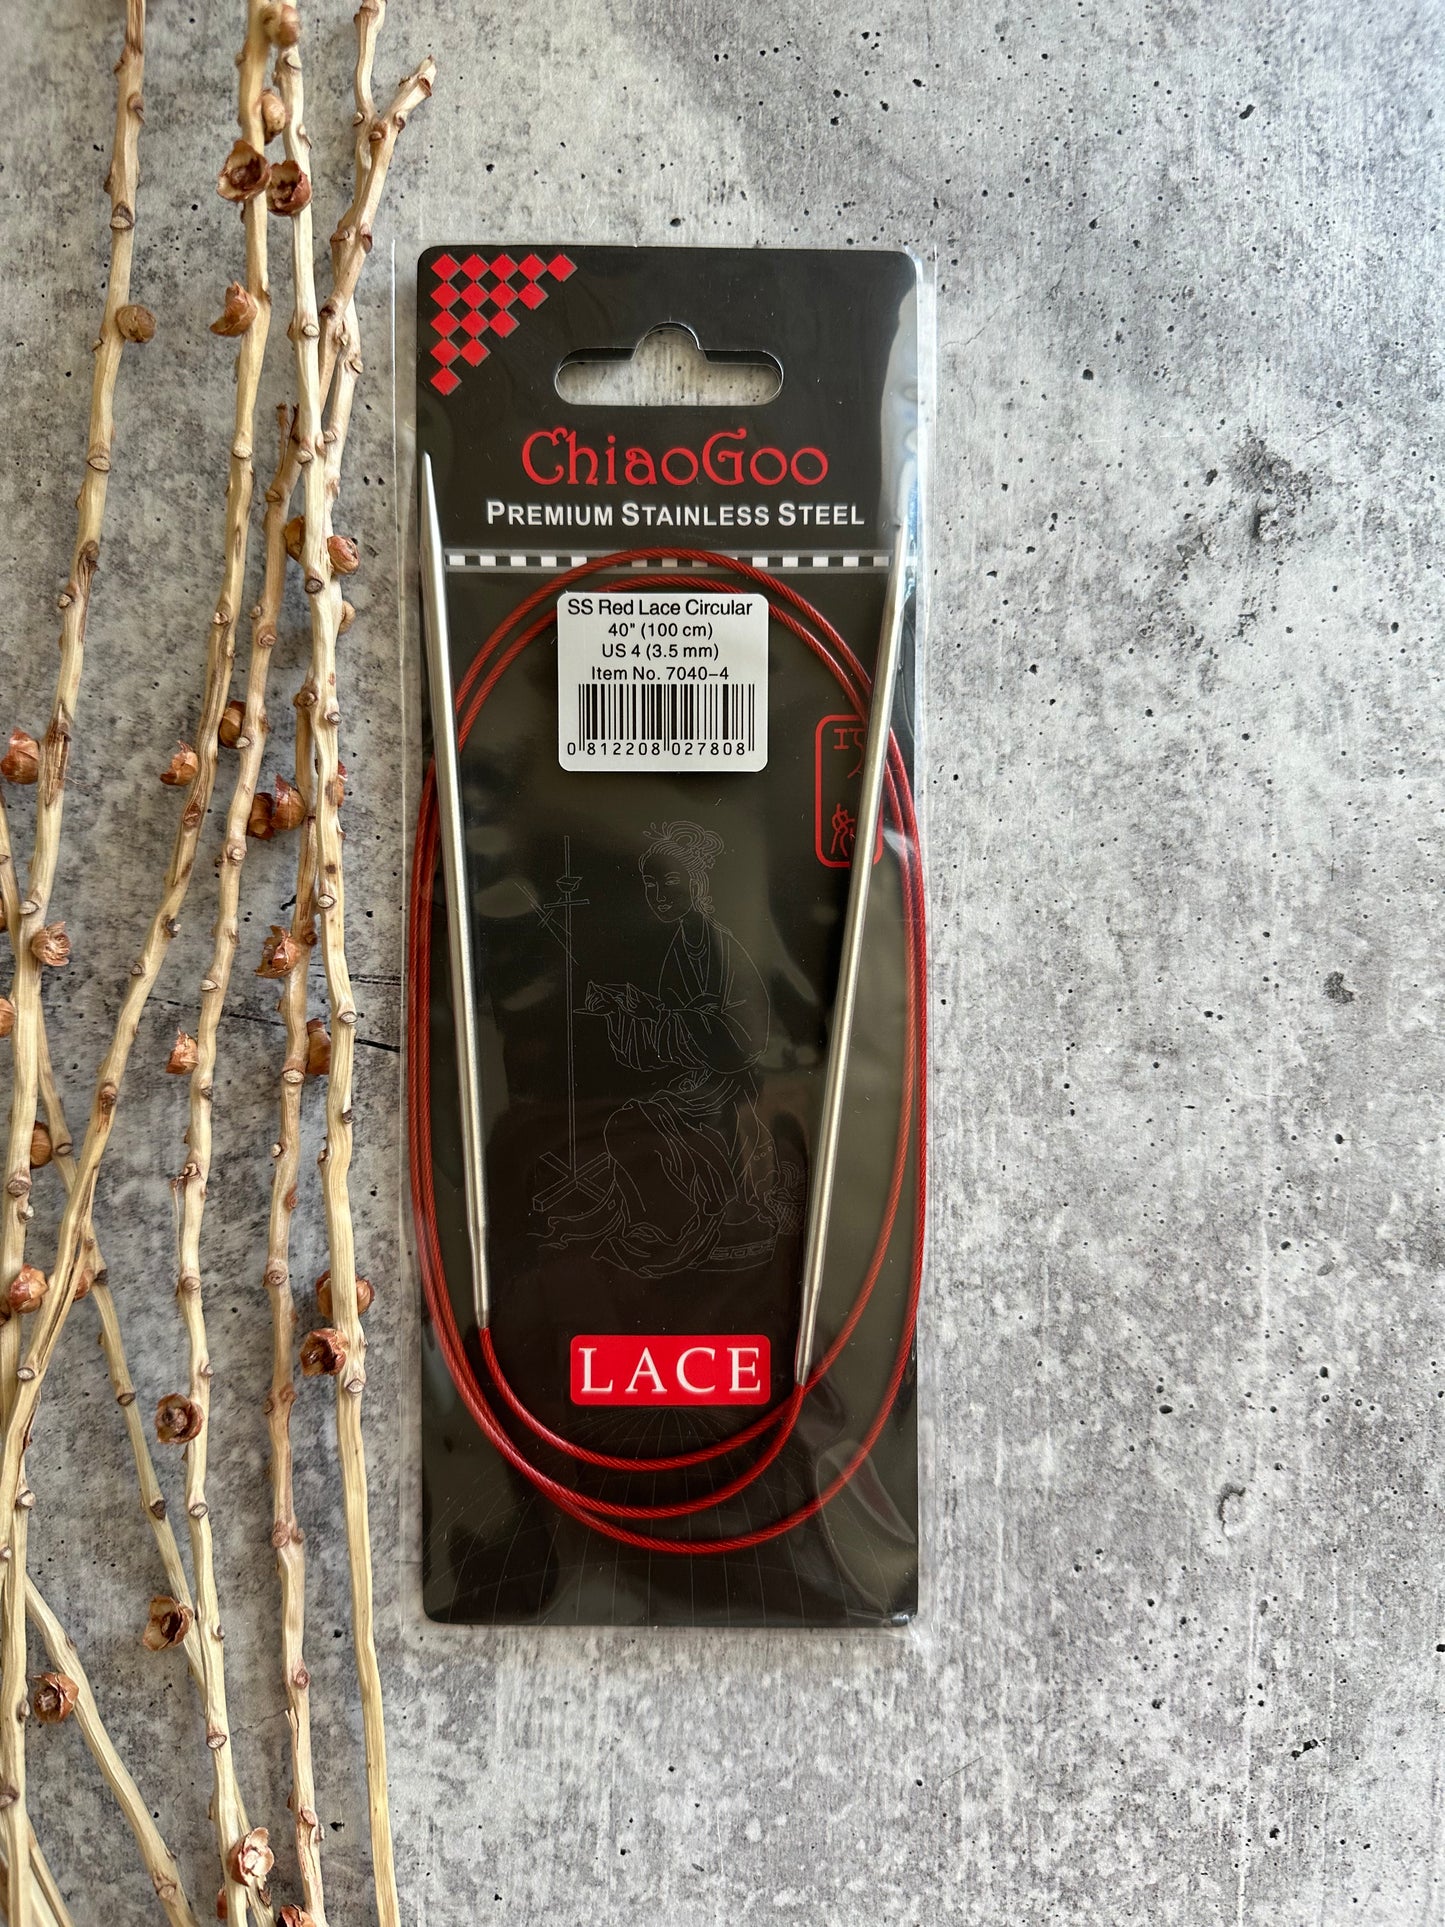 ChiaoGoo
PREMIUM STAINLESS STEEL
SS Red Lace Circular
40" (100 cm)
US 4 (3.5 mm)
Item No. 7040-4
0 812208 027808
LACE